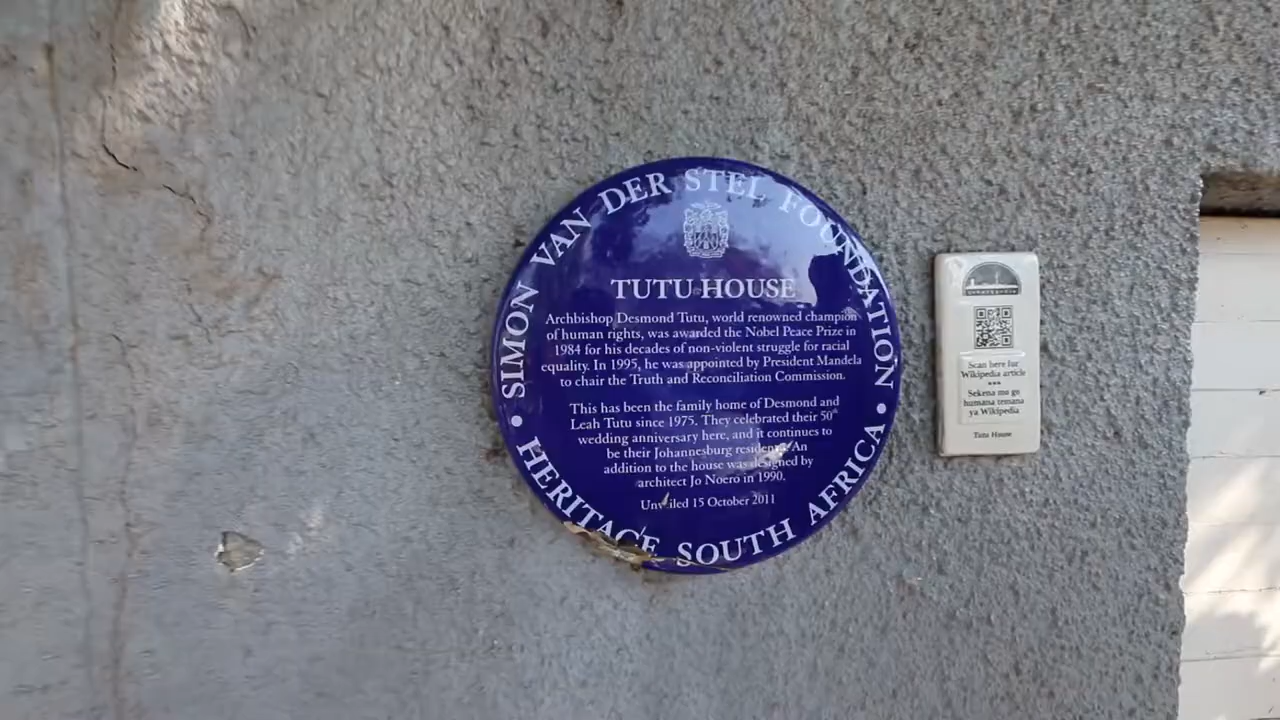 SIMON VAN DER STEL FOUNDATION
TUTU HOUSE
Archbishop Desmond Tutu, world renowned champion
of human rights, was awarded the Nobel Peace Prize in
1984 for his decades of non-violent struggle for racial
equality. In 1995, he was appointed by President Mandela
to chair the Truth and Reconciliation Commission.
This has been the family home of Desmond and
Leah Tutu since 1975. They celebrated their 50th
wedding anniversary here, and it continues to
be their Johannesburg residence. An
addition to the house was designed by
architect Jo Noero in 1990.
Unveiled 15 October 2011
• HERITAGE SOUTH AFRICA •
Scan here for
Wikipedia article
***
Sekena mo go
humana temana
ya Wikipedia
Tutu House